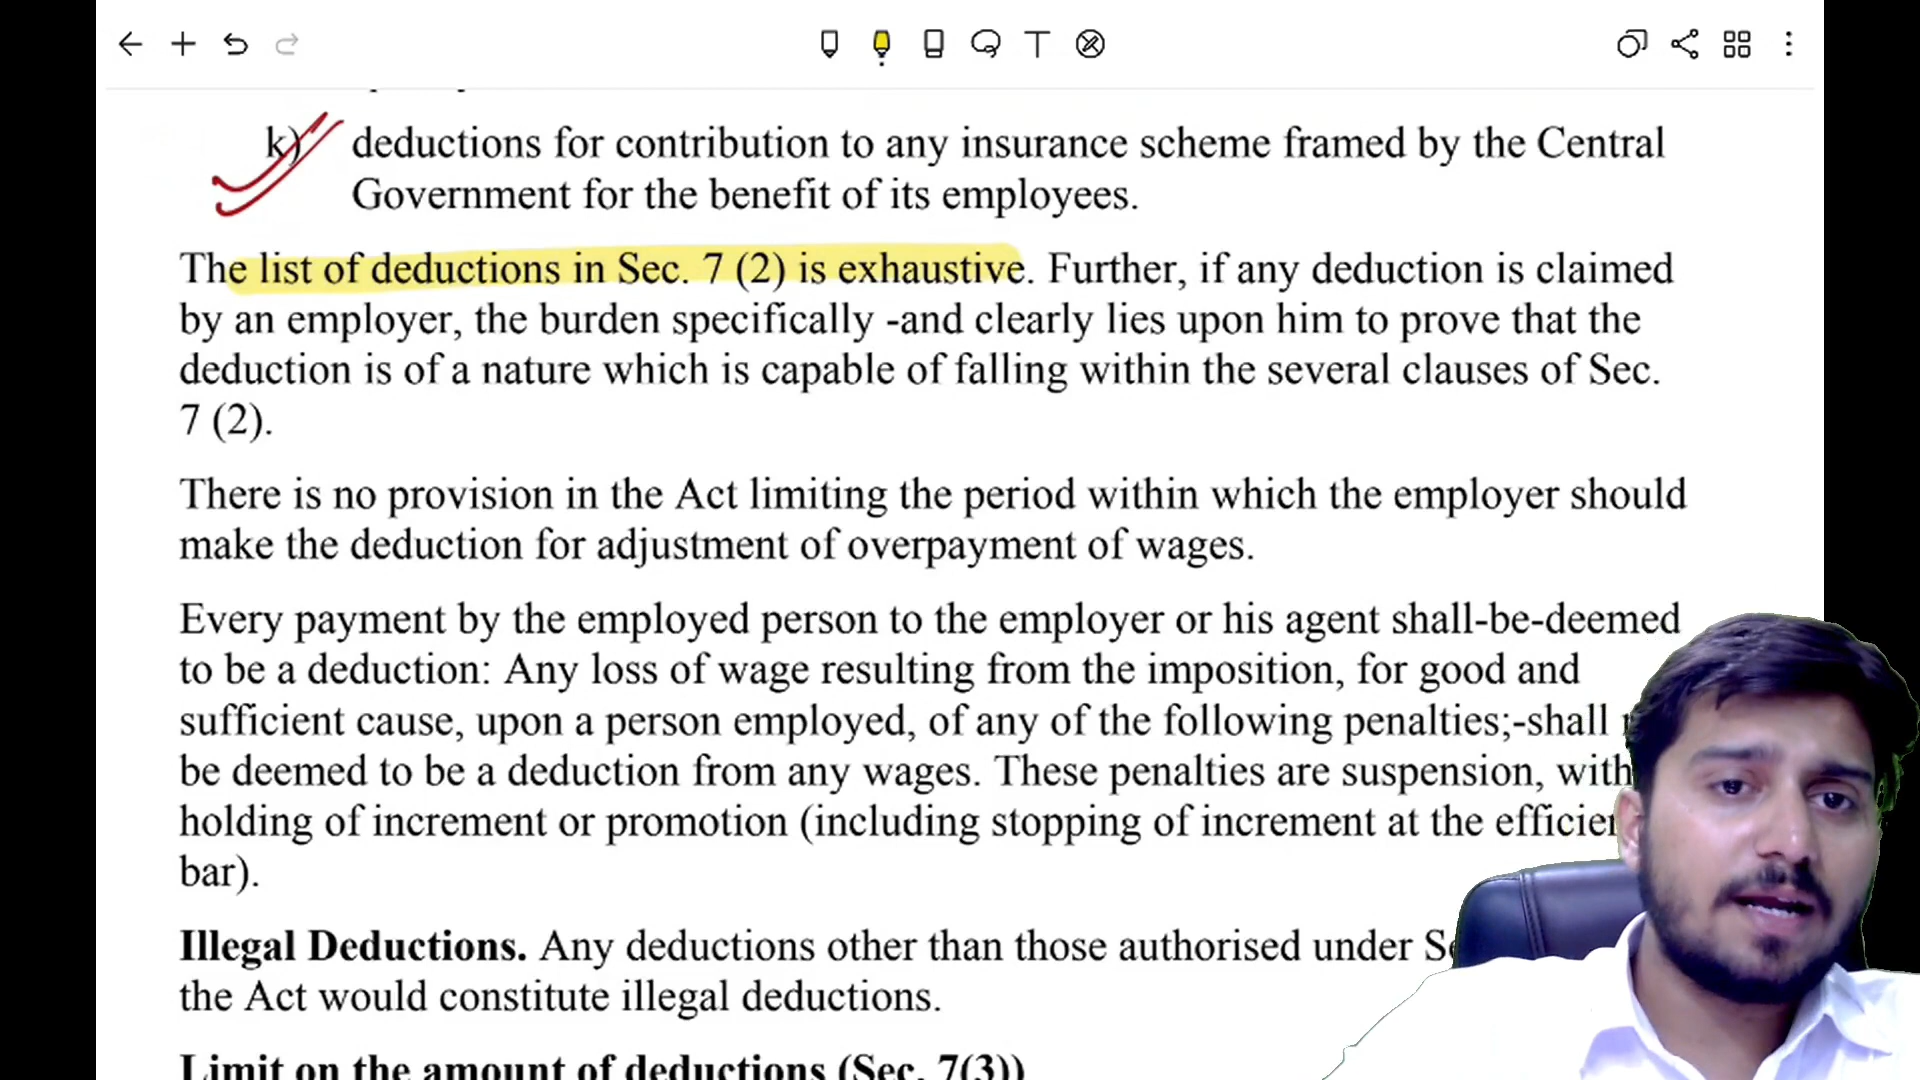 k) deductions for contribution to any insurance scheme framed by the Central
Government for the benefit of its employees.
The list of deductions in Sec. 7 (2) is exhaustive. Further, if any deduction is claimed
by an employer, the burden specifically -and clearly lies upon him to prove that the
deduction is of a nature which is capable of falling within the several clauses of Sec.
7 (2).
There is no provision in the Act limiting the period within which the employer should
make the deduction for adjustment of overpayment of wages.
Every payment by the employed person to the employer or his agent shall-be-deemed
to be a deduction: Any loss of wage resulting from the imposition, for good and
sufficient cause, upon a person employed, of any of the following penalties;-shall
be deemed to be a deduction from any wages. These penalties are suspension, with
holding of increment or promotion (including stopping of increment at the
bar).
Illegal Deductions. Any deductions other than those authorised under
the Act would constitute illegal deductions.
Limit on the amount of deductions (Sec. 7(3))